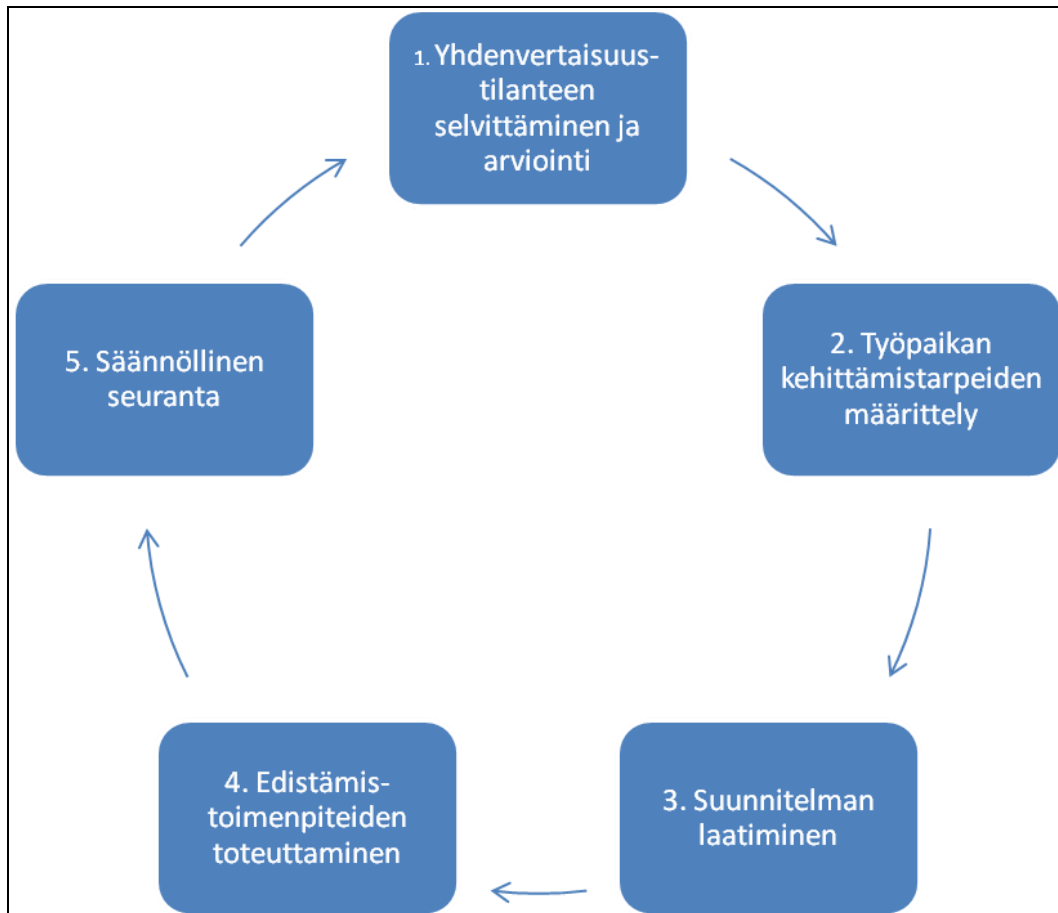 1. Yhdenvertaisuus-
tilanteen
selvittäminen ja
arviointi
2. Työpaikan
kehittämistarpeiden
määrittely
3. Suunnitelman
laatiminen
4. Edistämis-
toimenpiteiden
toteuttaminen
5. Säännöllinen
seuranta